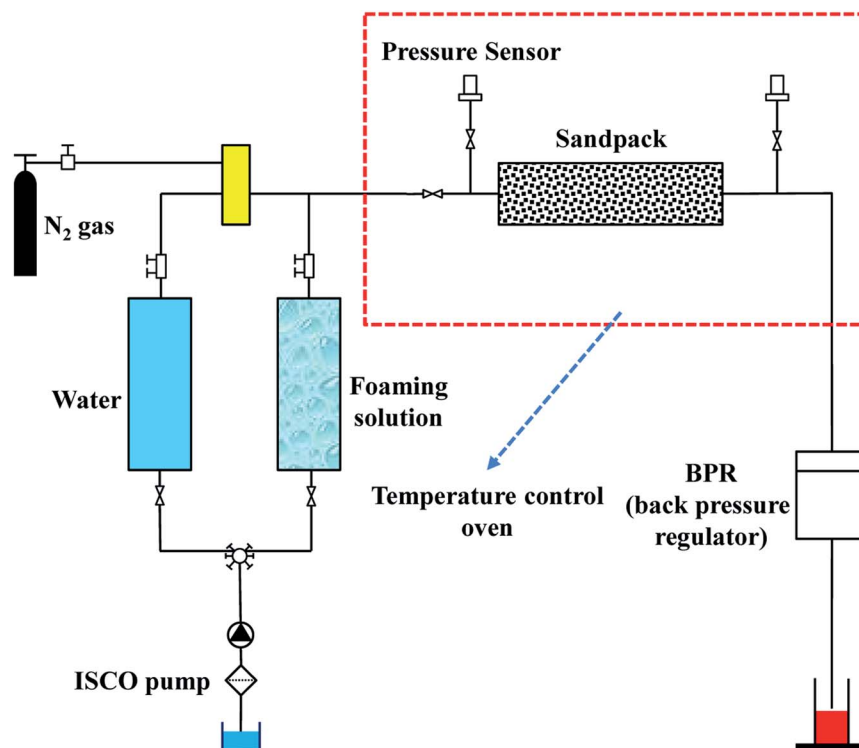 Pressure Sensor
Sandpack
N₂ gas
Water
Foaming
solution
Temperature control
oven
BPR
(back pressure
regulator)
ISCO pump